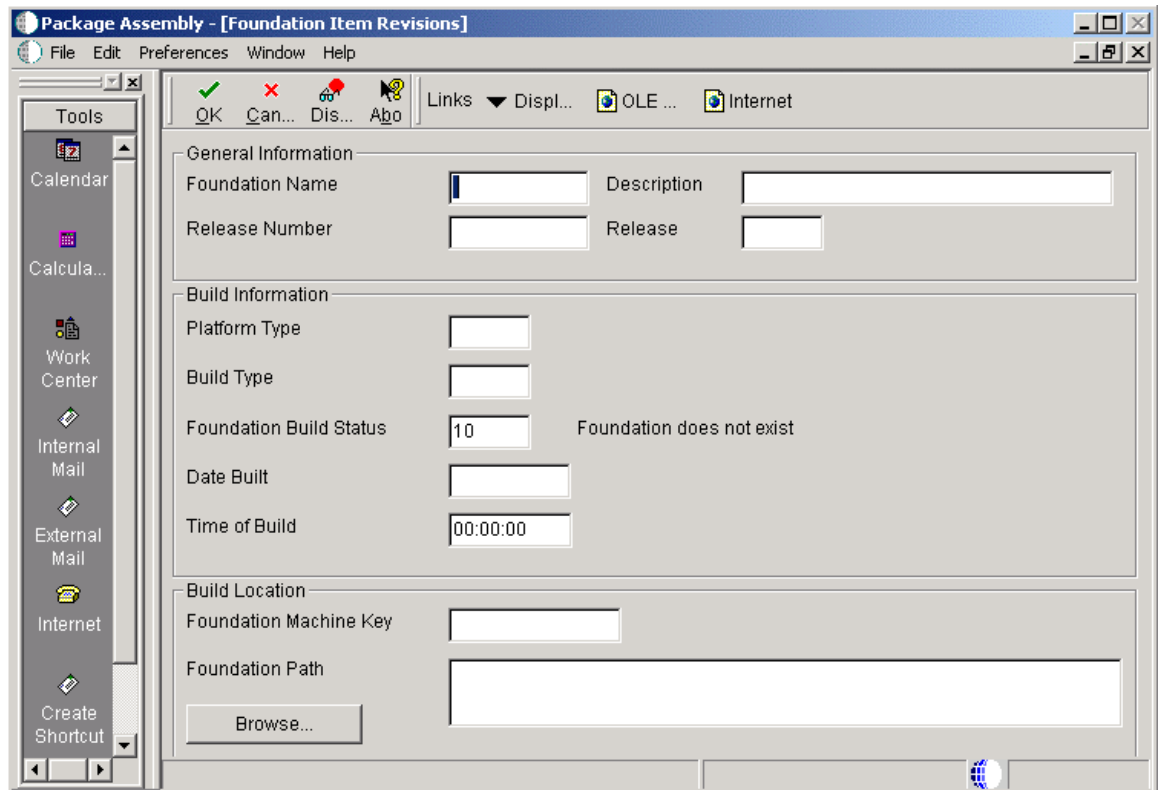 Package Assembly - [Foundation Item Revisions]
File Edit Preferences Window Help
Tools
Calendar
Calcula...
Work
Center
Internal
Mail
External
Mail
Internet
Create
Shortcut
OK Can... Dis... Abo Links Displ... OLE ... Internet
General Information
Foundation Name Description
Release Number Release
Build Information
Platform Type
Build Type
Foundation Build Status 10 Foundation does not exist
Date Built
Time of Build 00:00:00
Build Location
Foundation Machine Key
Foundation Path
Browse...